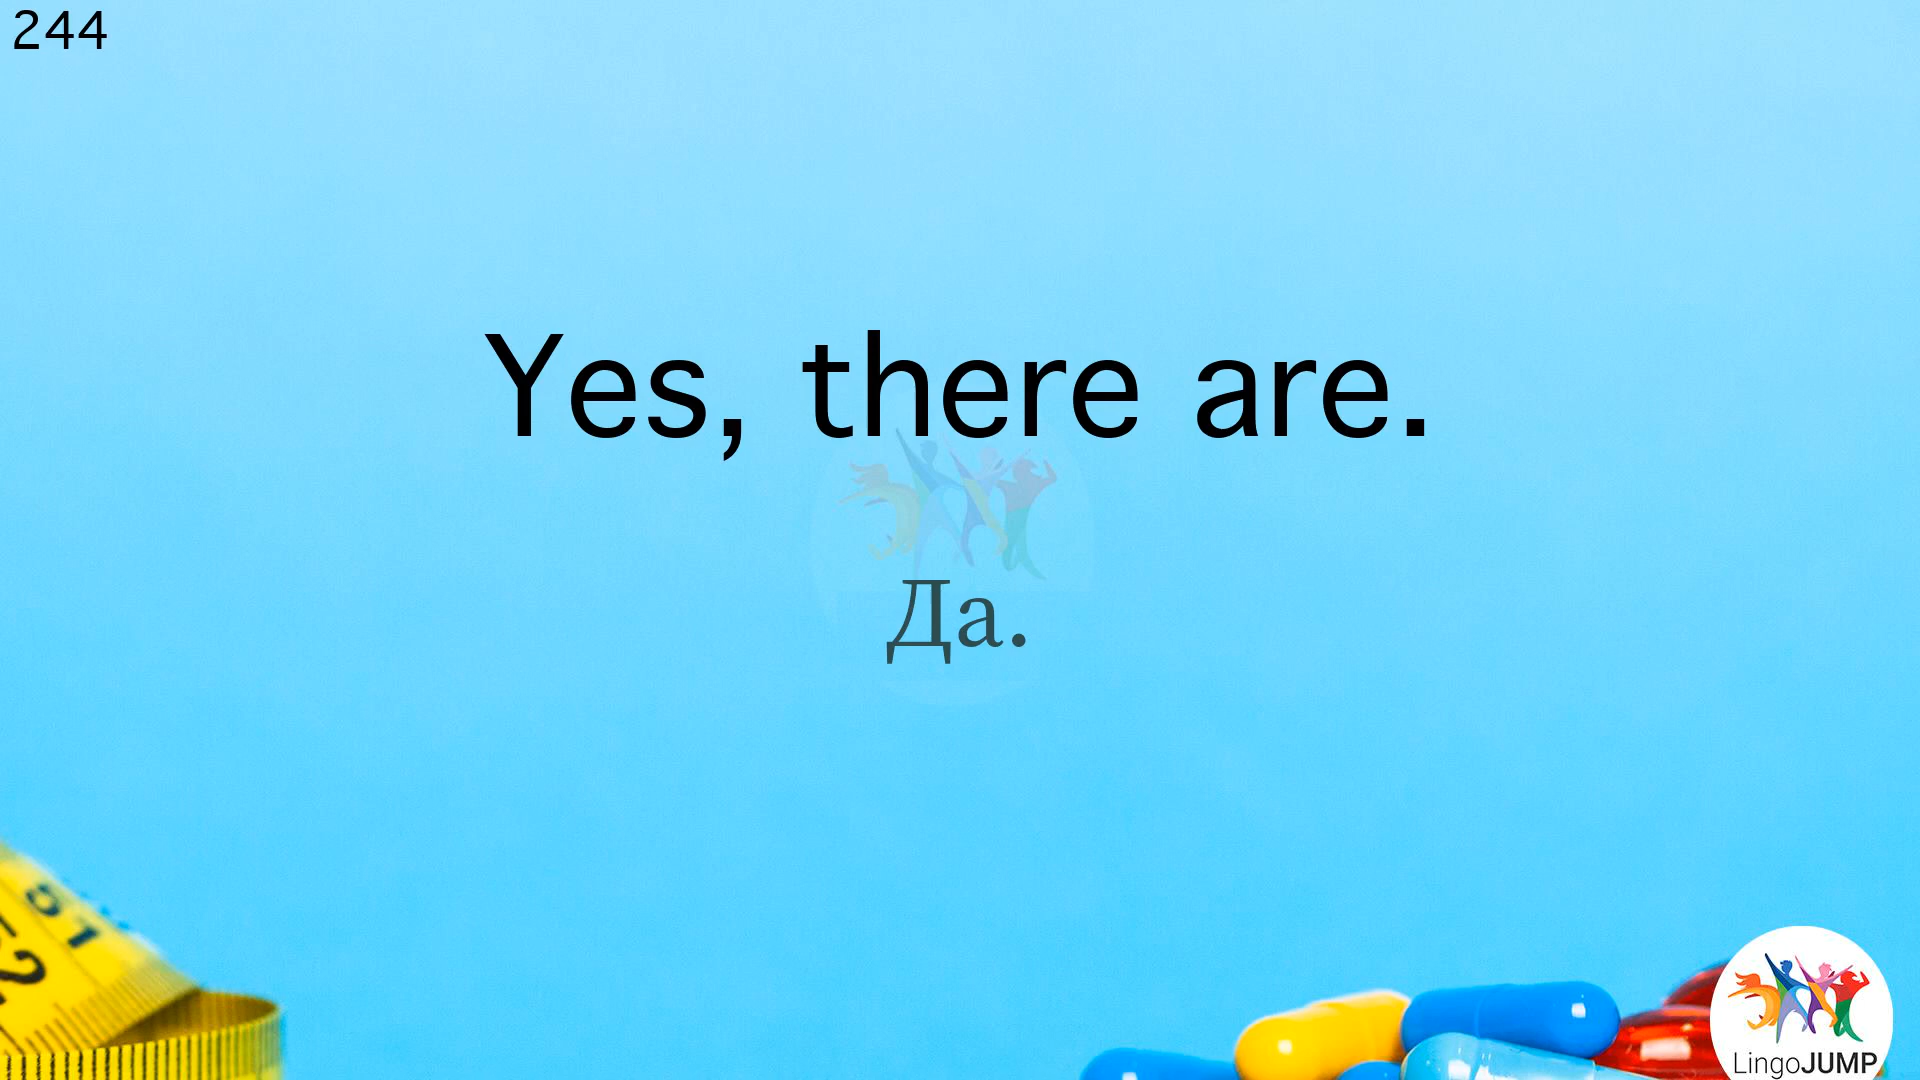 244
Yes, there are.
Да.
LingoJUMP